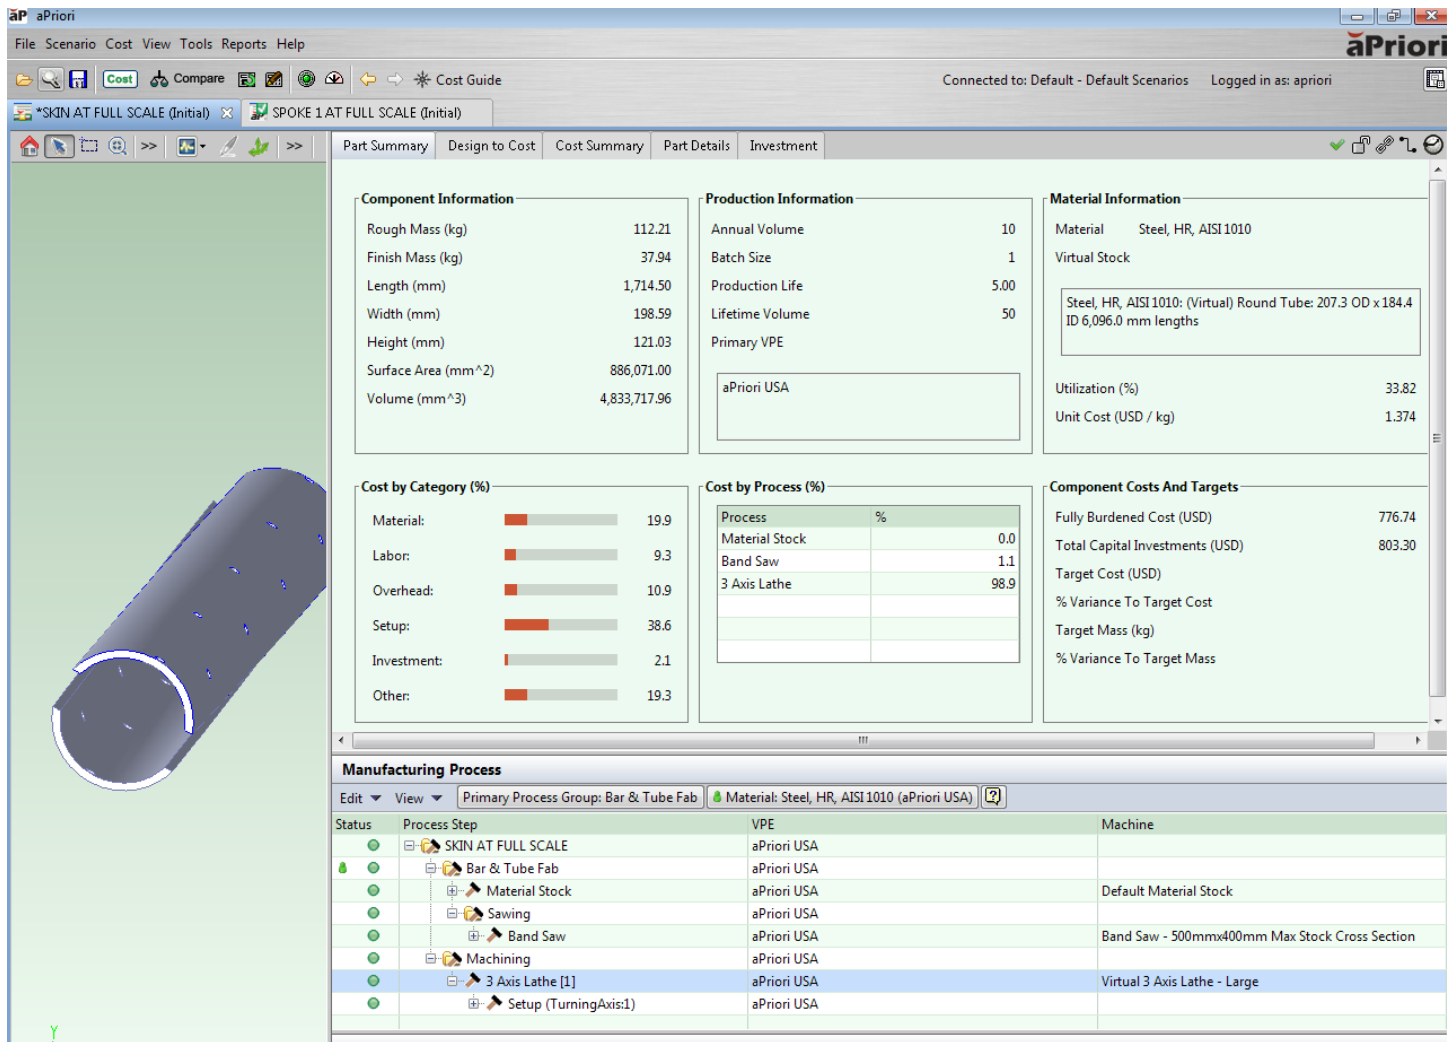 aP aPriori
File Scenario Cost View Tools Reports Help
aPriori
Cost Compare Cost Guide Connected to: Default - Default Scenarios Logged in as: apriori
*SKIN AT FULL SCALE (Initial) SPOKE 1 AT FULL SCALE (Initial)
>> >>
Part Summary Design to Cost Cost Summary Part Details Investment
Component Information
Rough Mass (kg) 112.21
Finish Mass (kg) 37.94
Length (mm) 1,714.50
Width (mm) 198.59
Height (mm) 121.03
Surface Area (mm^2) 886,071.00
Volume (mm^3) 4,833,717.96
Production Information
Annual Volume 10
Batch Size 1
Production Life 5.00
Lifetime Volume 50
Primary VPE
aPriori USA
Material Information
Material Steel, HR, AISI 1010
Virtual Stock
Steel, HR, AISI 1010: (Virtual) Round Tube: 207.3 OD x 184.4
ID 6,096.0 mm lengths
Utilization (%) 33.82
Unit Cost (USD / kg) 1.374
Cost by Category (%)
Material: 19.9
Labor: 9.3
Overhead: 10.9
Setup: 38.6
Investment: 2.1
Other: 19.3
Cost by Process (%)
Process %
Material Stock 0.0
Band Saw 1.1
3 Axis Lathe 98.9
Component Costs And Targets
Fully Burdened Cost (USD) 776.74
Total Capital Investments (USD) 803.30
Target Cost (USD)
% Variance To Target Cost
Target Mass (kg)
% Variance To Target Mass
Manufacturing Process
Edit View Primary Process Group: Bar & Tube Fab Material: Steel, HR, AISI 1010 (aPriori USA) ?
Status Process Step VPE Machine
SKIN AT FULL SCALE aPriori USA
Bar & Tube Fab aPriori USA
Material Stock aPriori USA Default Material Stock
Sawing aPriori USA
Band Saw aPriori USA Band Saw - 500mmx400mm Max Stock Cross Section
Machining aPriori USA
3 Axis Lathe [1] aPriori USA Virtual 3 Axis Lathe - Large
Setup (TurningAxis:1) aPriori USA
Y